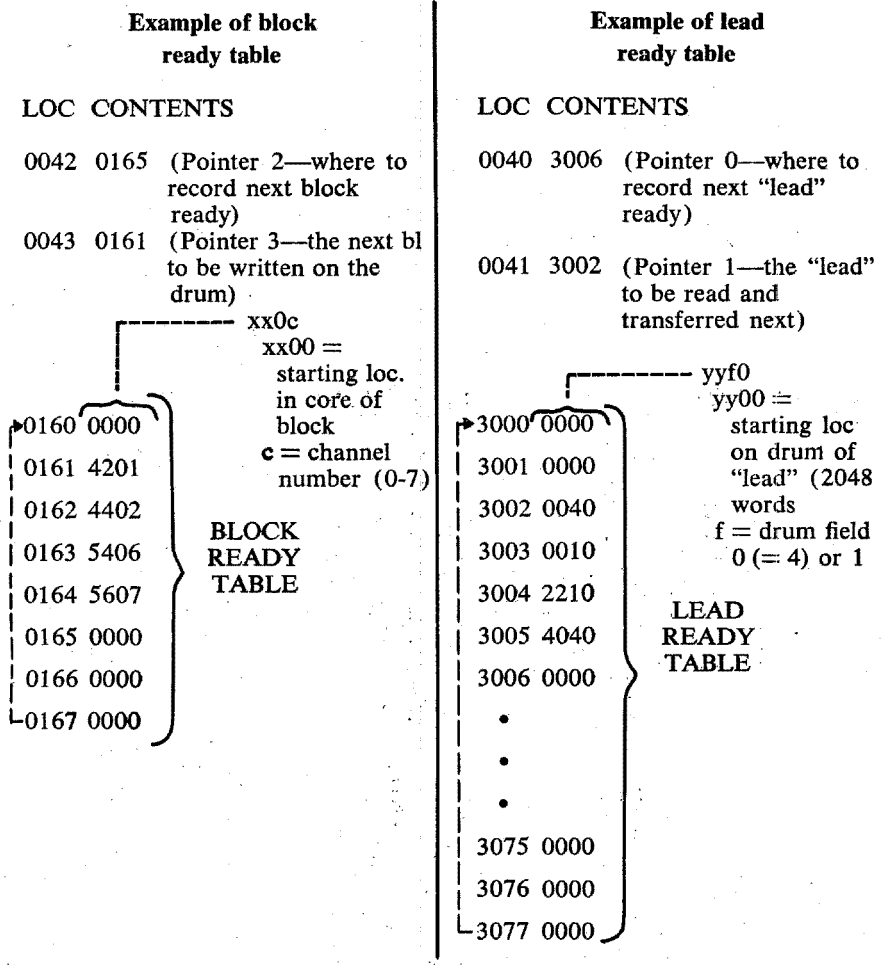 Example of block
ready table
LOC CONTENTS
0042 0165 (Pointer 2—where to
record next block
ready)
0043 0161 (Pointer 3—the next bl
to be written on the
drum)
xx0c
xx00 =
starting loc.
in core of
block
c = channel
number (0-7)
0160 0000
0161 4201
0162 4402
0163 5406
0164 5607
0165 0000
0166 0000
0167 0000
BLOCK
READY
TABLE
Example of lead
ready table
LOC CONTENTS
0040 3006 (Pointer 0—where to
record next “lead”
ready)
0041 3002 (Pointer 1—the “lead”
to be read and
transferred next)
yyf0
yy00 =
starting loc
on drum of
“lead” (2048
words
f = drum field
0 (= 4) or 1
3000 0000
3001 0000
3002 0040
3003 0010
3004 2210
3005 4040
3006 0000
3075 0000
3076 0000
3077 0000
LEAD
READY
TABLE